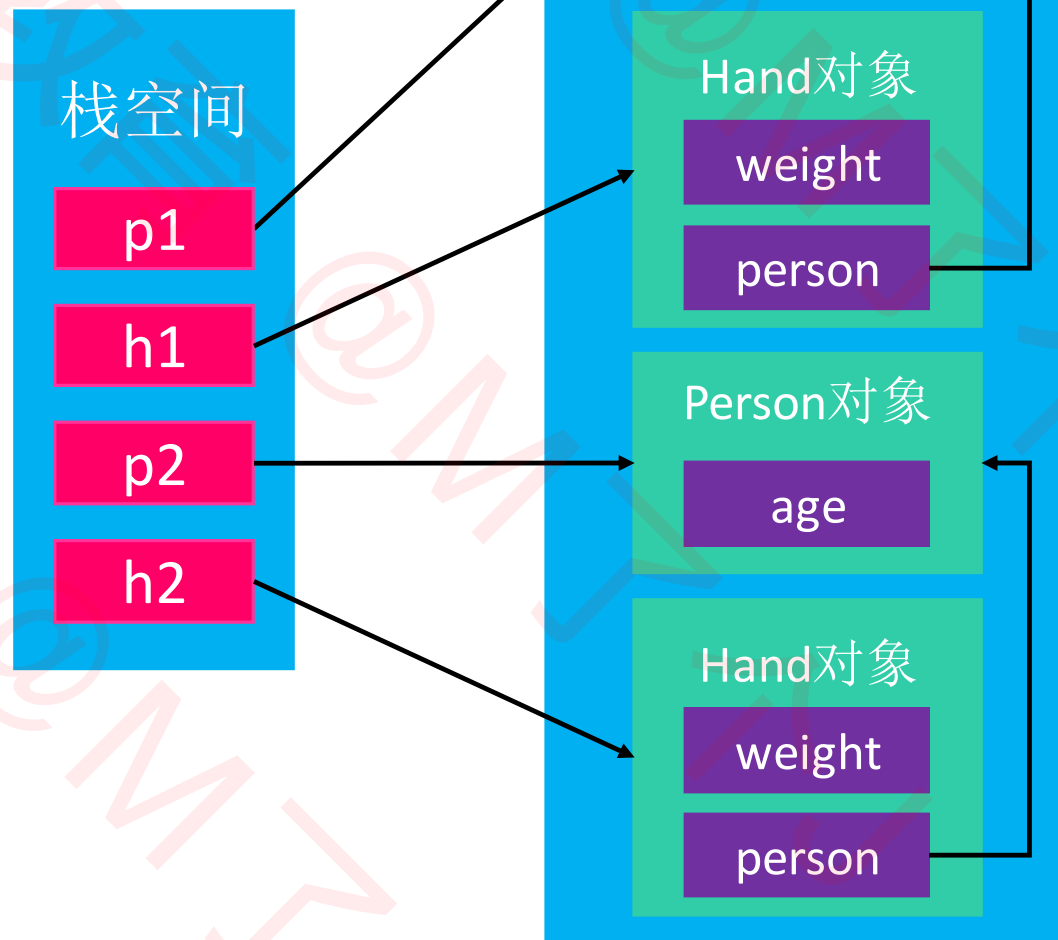 栈空间
p1
h1
p2
h2
Hand对象
weight
person
Person对象
age
Hand对象
weight
person